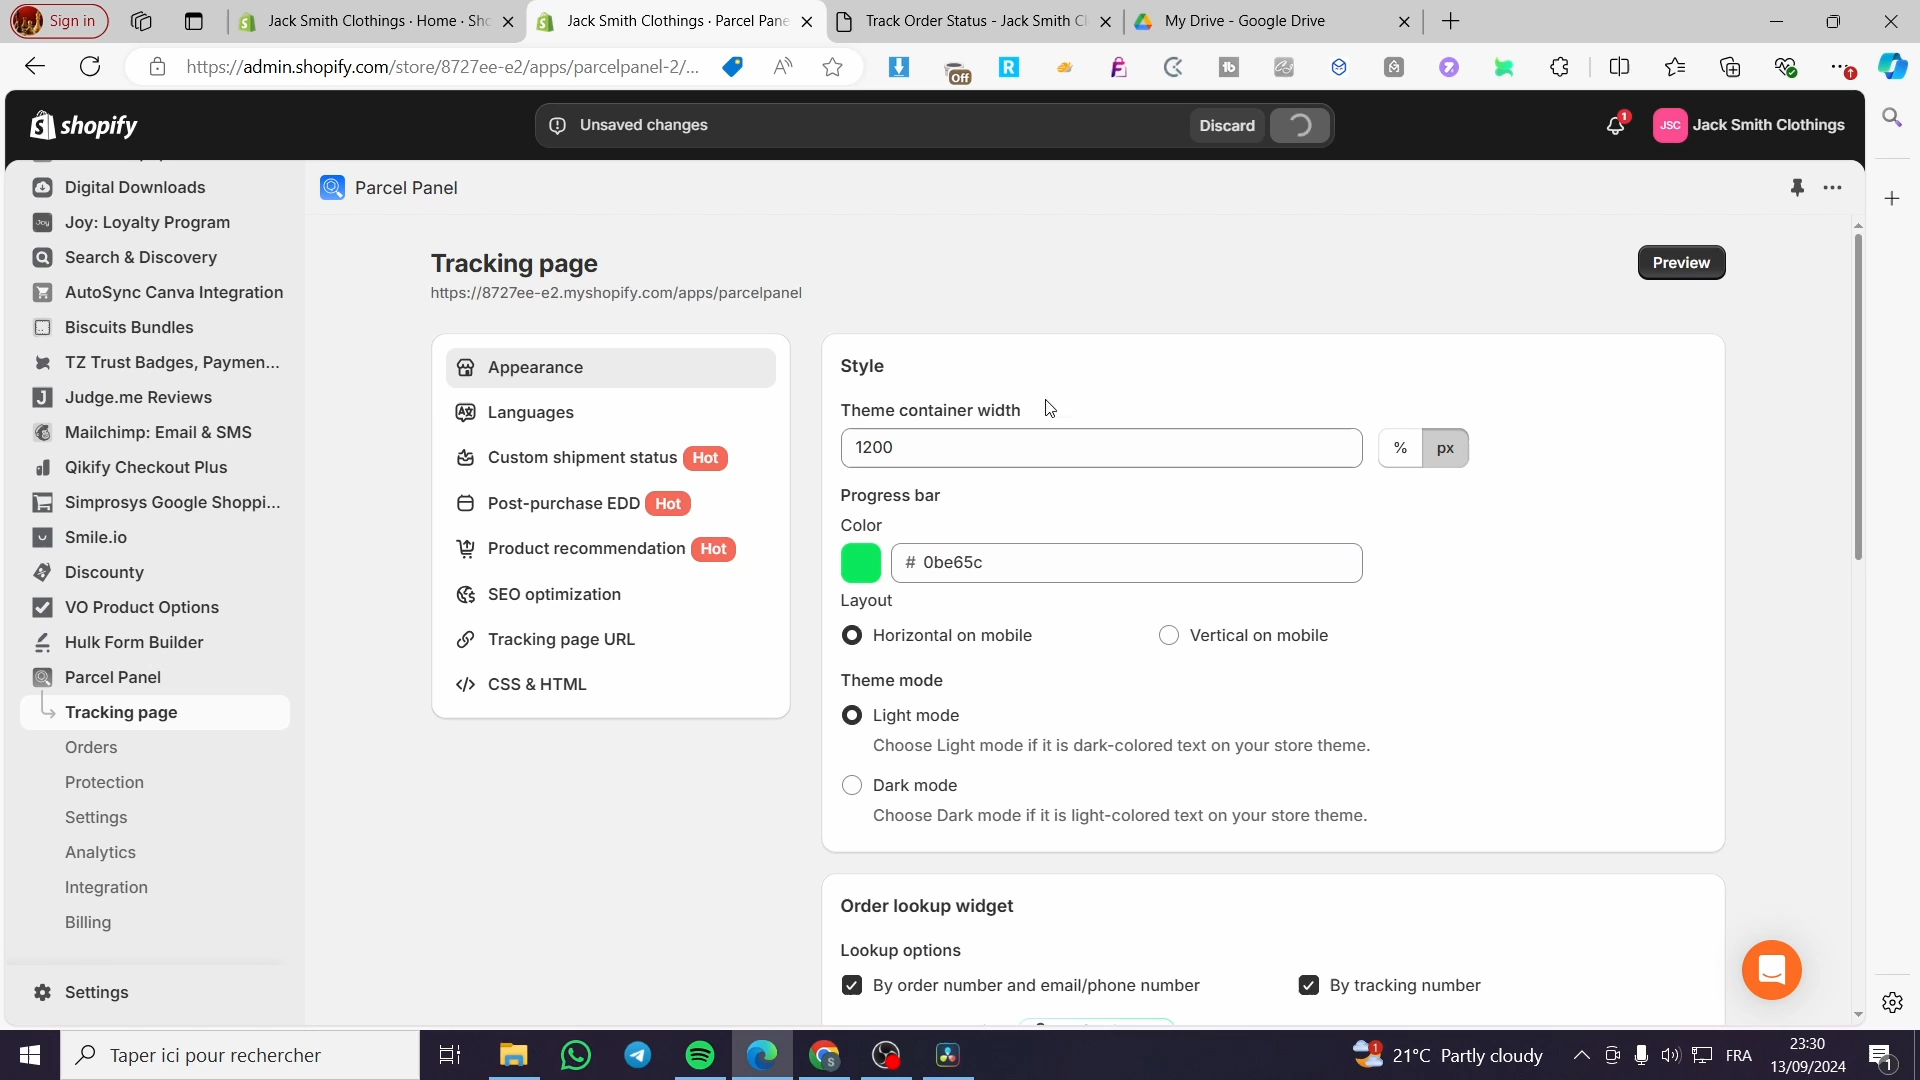 Sign in
Jack Smith Clothings · Home · Sho
Jack Smith Clothings · Parcel Pane
Track Order Status - Jack Smith Cl
My Drive - Google Drive
https://admin.shopify.com/store/8727ee-e2/apps/parcelpanel-2/...
Off
shopify
Unsaved changes
Discard
1
JSC
Jack Smith Clothings
Digital Downloads
Joy: Loyalty Program
Search & Discovery
AutoSync Canva Integration
Biscuits Bundles
TZ Trust Badges, Paymen...
Judge.me Reviews
Mailchimp: Email & SMS
Qikify Checkout Plus
Simprosys Google Shoppi...
Smile.io
Discounty
VO Product Options
Hulk Form Builder
Parcel Panel
Tracking page
Orders
Protection
Settings
Analytics
Integration
Billing
Settings
Parcel Panel
Tracking page
https://8727ee-e2.myshopify.com/apps/parcelpanel
Preview
Appearance
Languages
Custom shipment status Hot
Post-purchase EDD Hot
Product recommendation Hot
SEO optimization
Tracking page URL
CSS & HTML
Style
Theme container width
1200
%
px
Progress bar
Color
# 0be65c
Layout
Horizontal on mobile
Vertical on mobile
Theme mode
Light mode
Choose Light mode if it is dark-colored text on your store theme.
Dark mode
Choose Dark mode if it is light-colored text on your store theme.
Order lookup widget
Lookup options
By order number and email/phone number
By tracking number
Taper ici pour rechercher
21°C Partly cloudy
FRA
23:30
13/09/2024
1